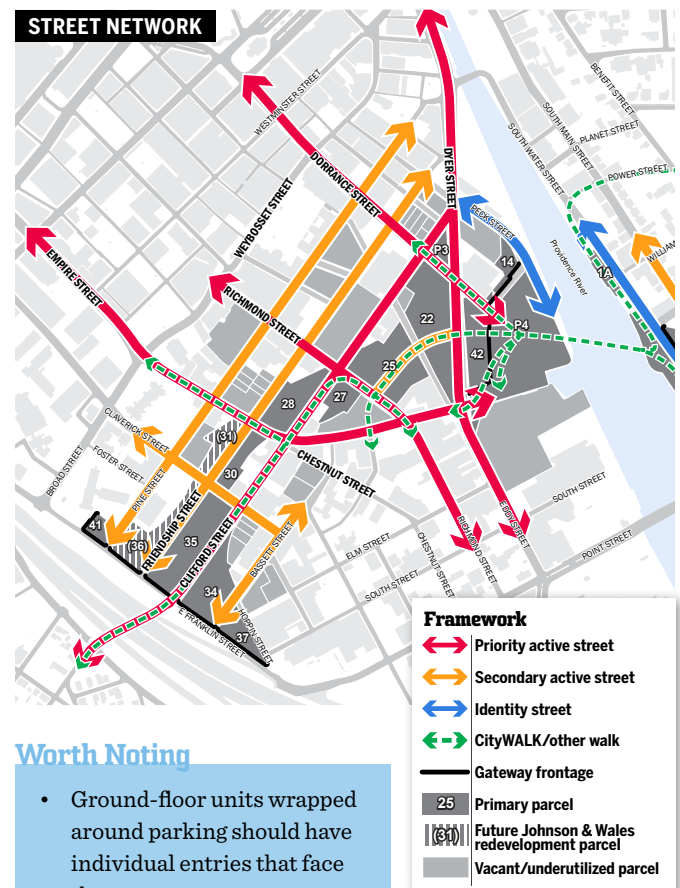 STREET NETWORK
BENEFIT STREET
SOUTH MAIN STREET
PLANET STREET
SOUTH WATER STREET
POWER STREET
WESTMINSTER STREET
DORRANCE STREET
DYER STREET
WEYBOSSET STREET
PECK STREET
Providence River
WILLIAM
EMPIRE STREET
RICHMOND STREET
P3
14
1A
22
P4
42
25
28
27
(31)
CLAVERICK STREET
FOSTER STREET
BROAD STREET
PINE STREET
30
CHESTNUT STREET
FRIENDSHIP STREET
CLIFFORD STREET
BASSETT STREET
41
(36)
35
34
37
HOPPIN STREET
E FRANKLIN STREET
ELM STREET
SOUTH STREET
CHESTNUT STREET
RICHMOND STREET
EDDY STREET
SOUTH STREET
POINT STREET
Framework
Priority active street
Secondary active street
Identity street
CityWALK/other walk
Gateway frontage
25 Primary parcel
(31) Future Johnson & Wales
redevelopment parcel
Vacant/underutilized parcel
Worth Noting
• Ground-floor units wrapped
around parking should have
individual entries that face